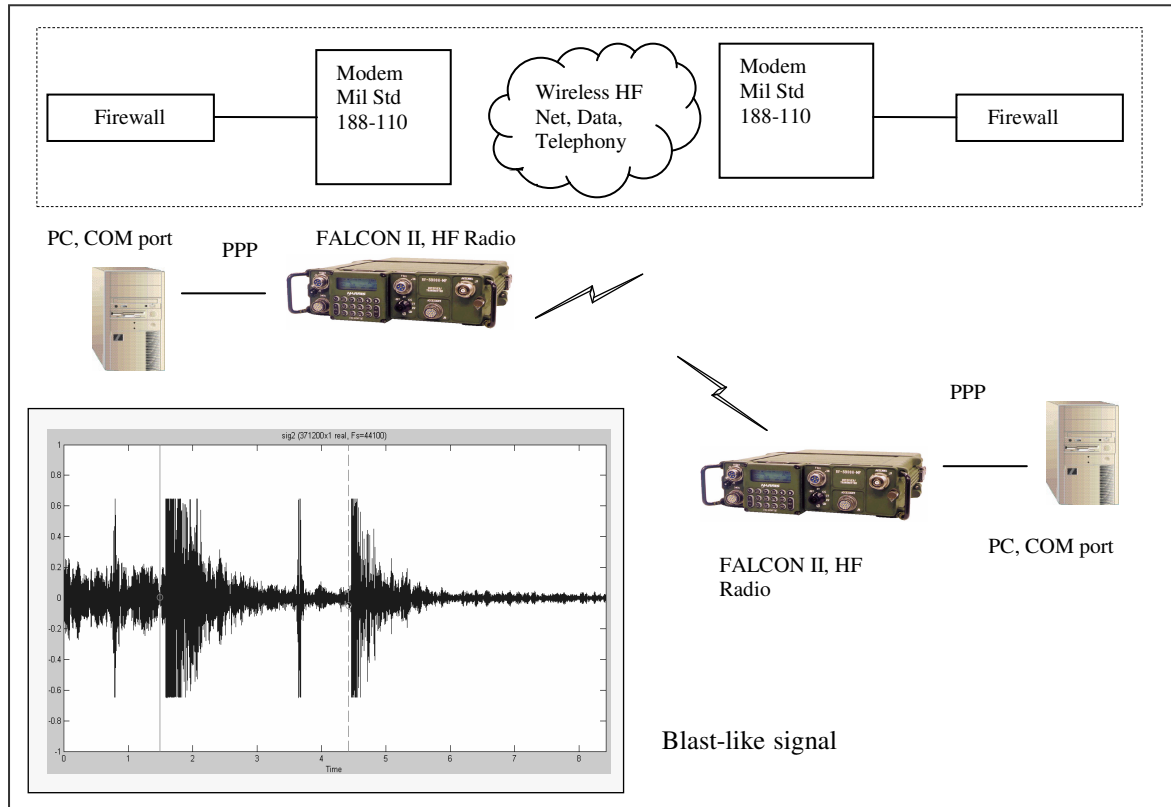 Firewall
Modem
Mil Std
188-110
Wireless HF
Net, Data,
Telephony
Modem
Mil Std
188-110
Firewall
PC, COM port
PPP
FALCON II, HF Radio
PPP
PC, COM port
FALCON II, HF
Radio
sig2 (371200x1 real, Fs=44100)
1
0.8
0.6
0.4
0.2
0
-0.2
-0.4
-0.6
-0.8
-1
0 1 2 3 4 5 6 7 8
Time
Blast-like signal